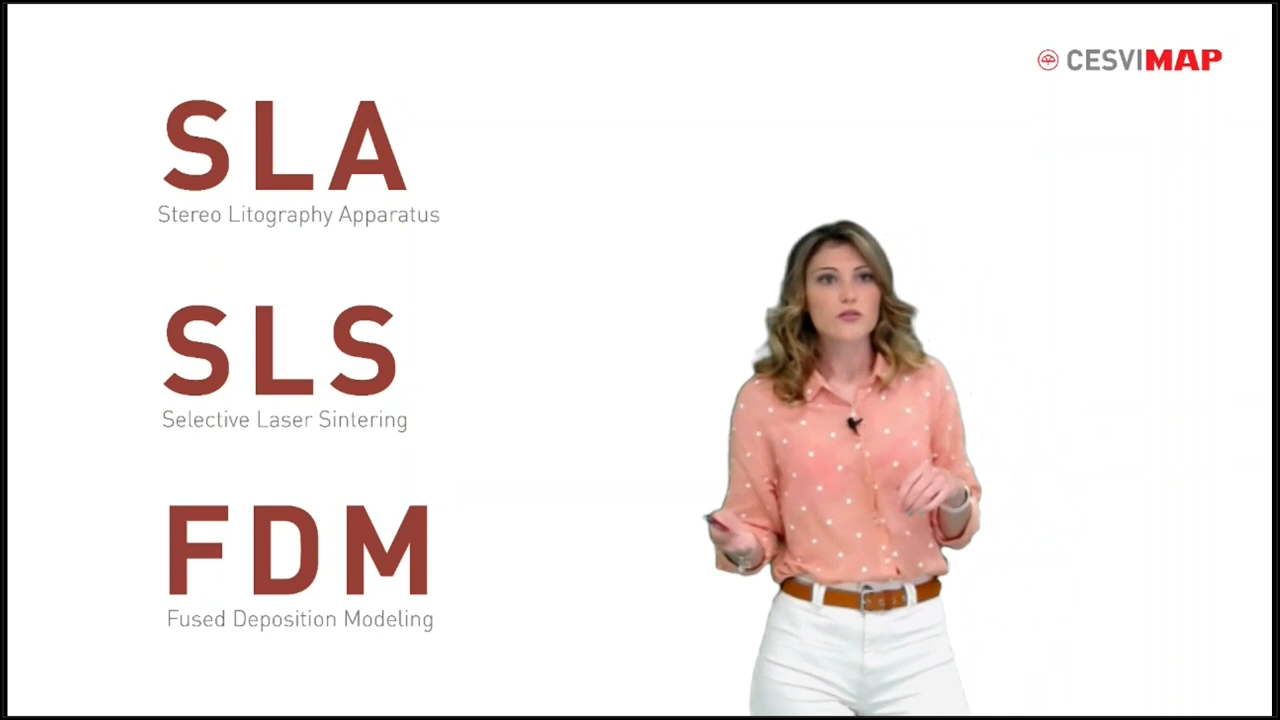 CESVIMAP
SLA
Stereo Litography Apparatus
SLS
Selective Laser Sintering
FDM
Fused Deposition Modeling